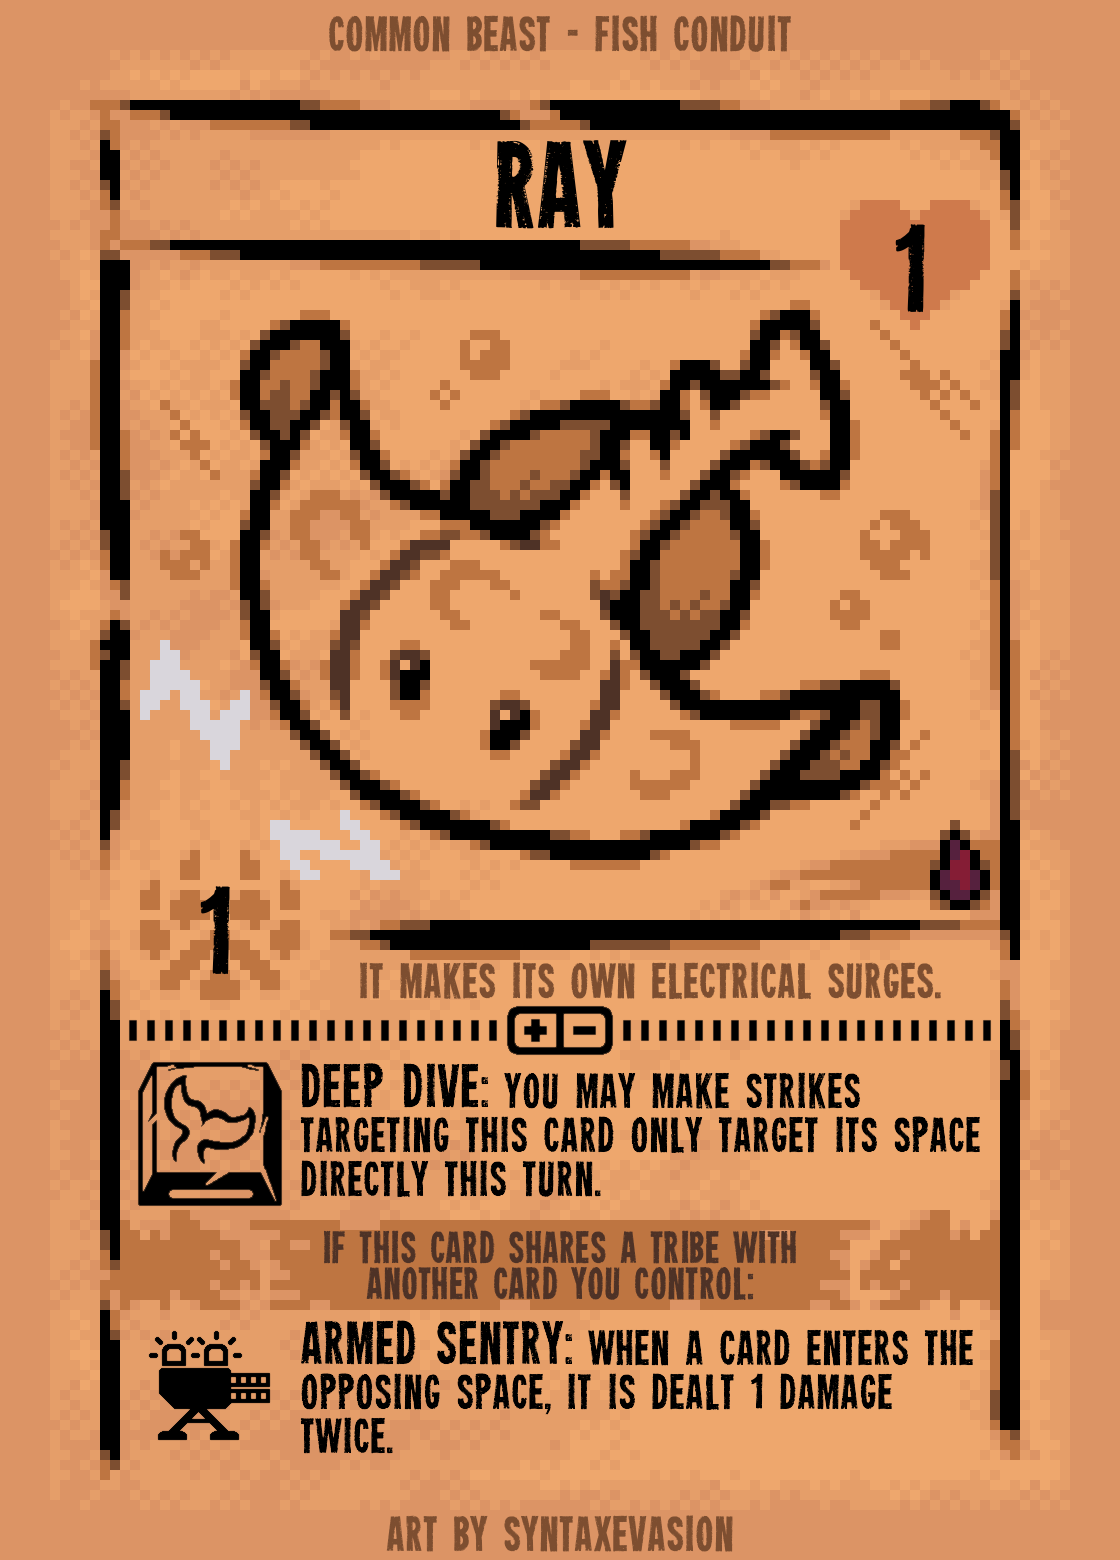 COMMON BEAST - FISH CONDUIT
RAY
1
1
IT MAKES ITS OWN ELECTRICAL SURGES.
DEEP DIVE: YOU MAY MAKE STRIKES
TARGETING THIS CARD ONLY TARGET ITS SPACE
DIRECTLY THIS TURN.
IF THIS CARD SHARES A TRIBE WITH
ANOTHER CARD YOU CONTROL:
ARMED SENTRY: WHEN A CARD ENTERS THE
OPPOSING SPACE, IT IS DEALT 1 DAMAGE
TWICE.
ART BY SYNTAXEVASION